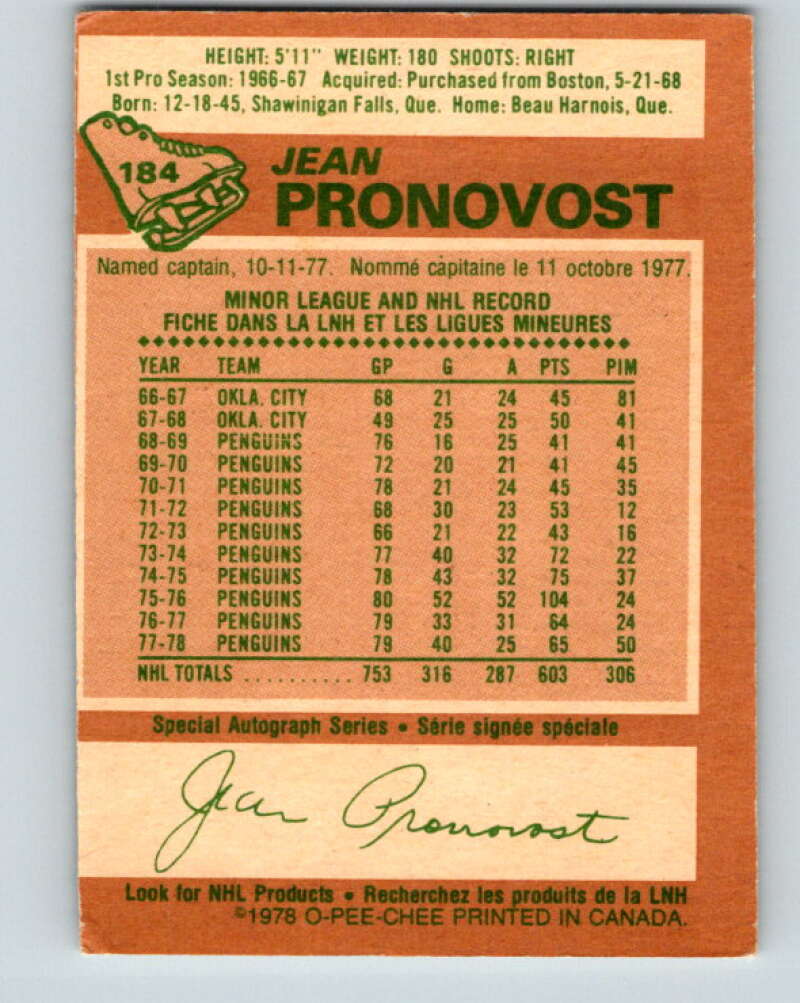 HEIGHT: 5'11" WEIGHT: 180 SHOOTS: RIGHT
1st Pro Season: 1966-67 Acquired: Purchased from Boston, 5-21-68
Born: 12-18-45, Shawinigan Falls, Que. Home: Beau Harnois, Que.
184
JEAN
PRONOVOST
Named captain, 10-11-77. Nommé capitaine le 11 octobre 1977.
MINOR LEAGUE AND NHL RECORD
FICHE DANS LA LNH ET LES LIGUES MINEURES
YEAR TEAM GP G A PTS PIM
66-67 OKLA. CITY 68 21 24 45 81
67-68 OKLA. CITY 49 25 25 50 41
68-69 PENGUINS 76 16 25 41 41
69-70 PENGUINS 72 20 21 41 45
70-71 PENGUINS 78 21 24 45 35
71-72 PENGUINS 68 30 23 53 12
72-73 PENGUINS 66 21 22 43 16
73-74 PENGUINS 77 40 32 72 22
74-75 PENGUINS 78 43 32 75 37
75-76 PENGUINS 80 52 52 104 24
76-77 PENGUINS 79 33 31 64 24
77-78 PENGUINS 79 40 25 65 50
NHL TOTALS .......... 753 316 287 603 306
Special Autograph Series • Série signée spéciale
Jean Pronovost
Look for NHL Products • Recherchez les produits de la LNH
©1978 O-PEE-CHEE PRINTED IN CANADA.